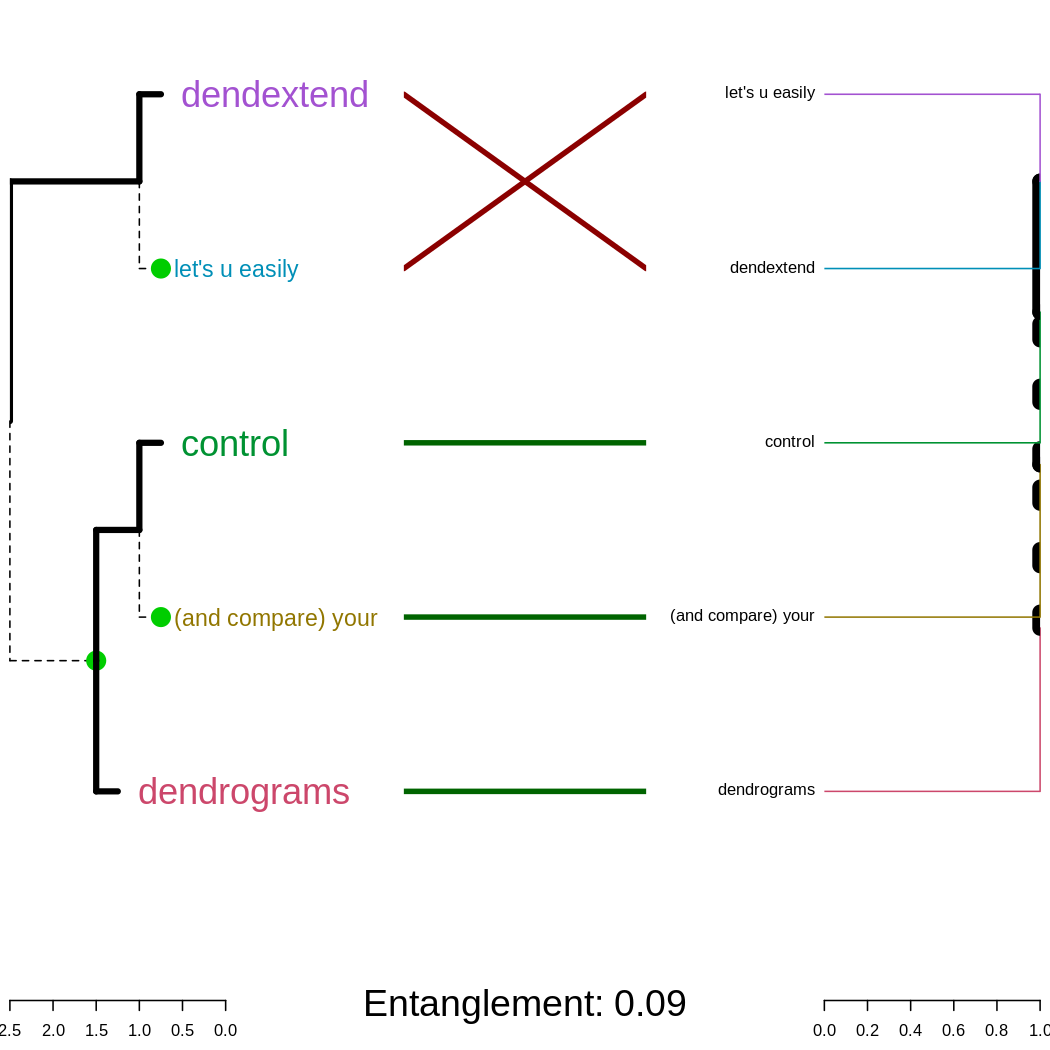 dendextend let's u easily
let's u easily dendextend
control control
(and compare) your (and compare) your
dendrograms dendrograms
Entanglement: 0.09
2.5 2.0 1.5 1.0 0.5 0.0 0.0 0.2 0.4 0.6 0.8 1.0